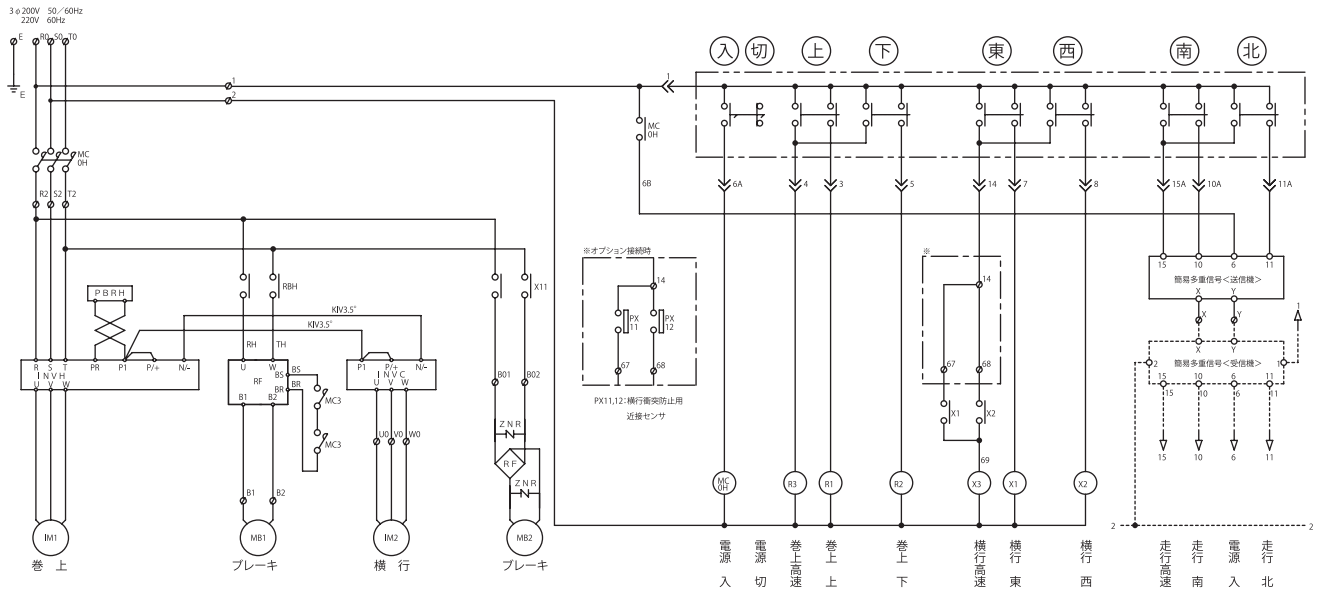 3φ200V 50／60Hz
220V 60Hz
E R0 S0 T0
E
1
2
MC
0H
R2 S2 T2
PBRH
RBH
X11
KIV3.5°
KIV3.5°
RH TH
R S T PR P1 P/+ N/-
INVH
U V W
U W
RF
BS
BR
B1 B2
BS
BR
MC3
MC3
P1 P/+ N/-
INVC
U V W
U0 V0 W0
B01 B02
ZNR
RF
ZNR
B1 B2
IM1
MB1
IM2
MB2
巻上
ブレーキ
横行
ブレーキ
※オプション接続時
14
PX
11
PX
12
67
68
PX11,12：横行衝突防止用
近接センサ
入 切 上 下 東 西 南 北
1
MC
0H
6B
6A 4 3 5 14 7 8 15A 10A 11A
※
14
67
68
X1
X2
69
MC
0H
R3
R1
R2
X3
X1
X2
15 10 6 11
簡易多重信号＜送信機＞
X Y
X Y
1
X Y
2
簡易多重信号＜受信機＞
1
15 10 6 11
15 10 6 11
15 10 6 11
2 2
電源 入
電源 切
巻上高速
巻上 上
巻上 下
横行高速
横行 東
横行 西
走行高速
走行 南
電源 入
走行 北